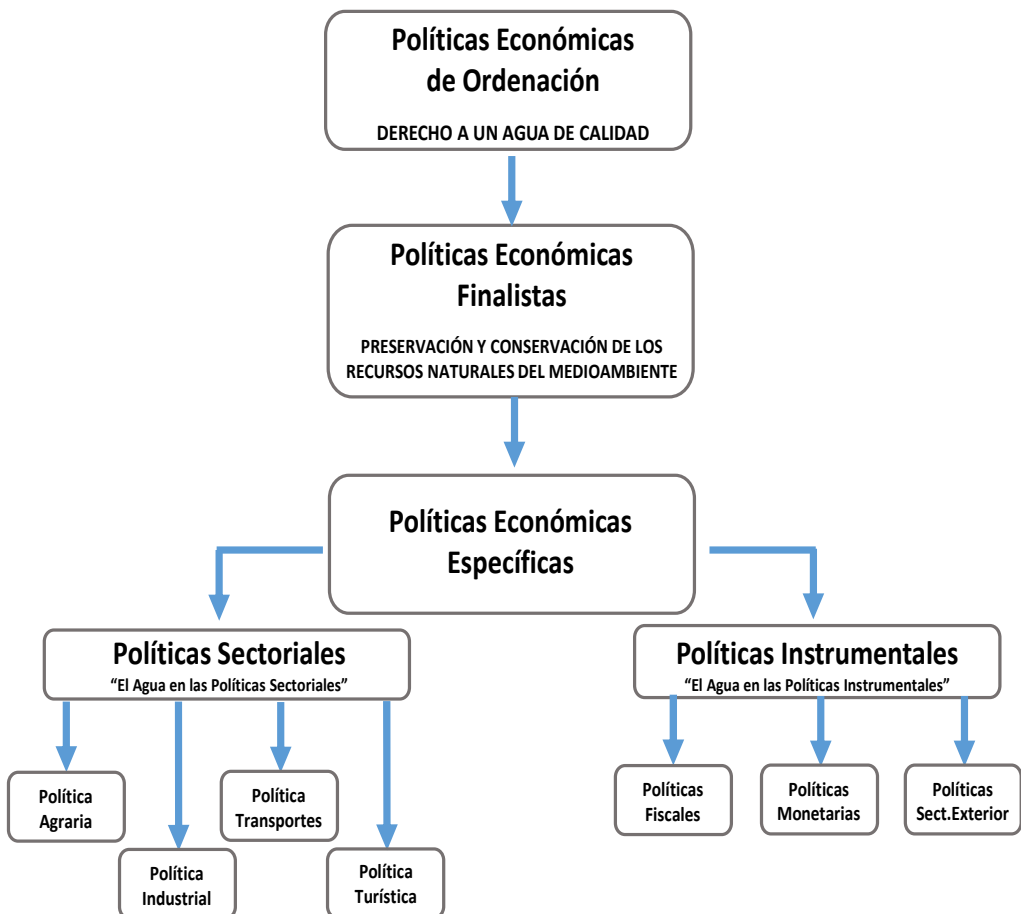 Políticas Económicas
de Ordenación
DERECHO A UN AGUA DE CALIDAD
Políticas Económicas
Finalistas
PRESERVACIÓN Y CONSERVACIÓN DE LOS
RECURSOS NATURALES DEL MEDIOAMBIENTE
Políticas Económicas
Específicas
Políticas Sectoriales
“El Agua en las Políticas Sectoriales”
Política
Agraria
Política
Industrial
Política
Transportes
Política
Turística
Políticas Instrumentales
“El Agua en las Políticas Instrumentales”
Políticas
Fiscales
Políticas
Monetarias
Políticas
Sect.Exterior